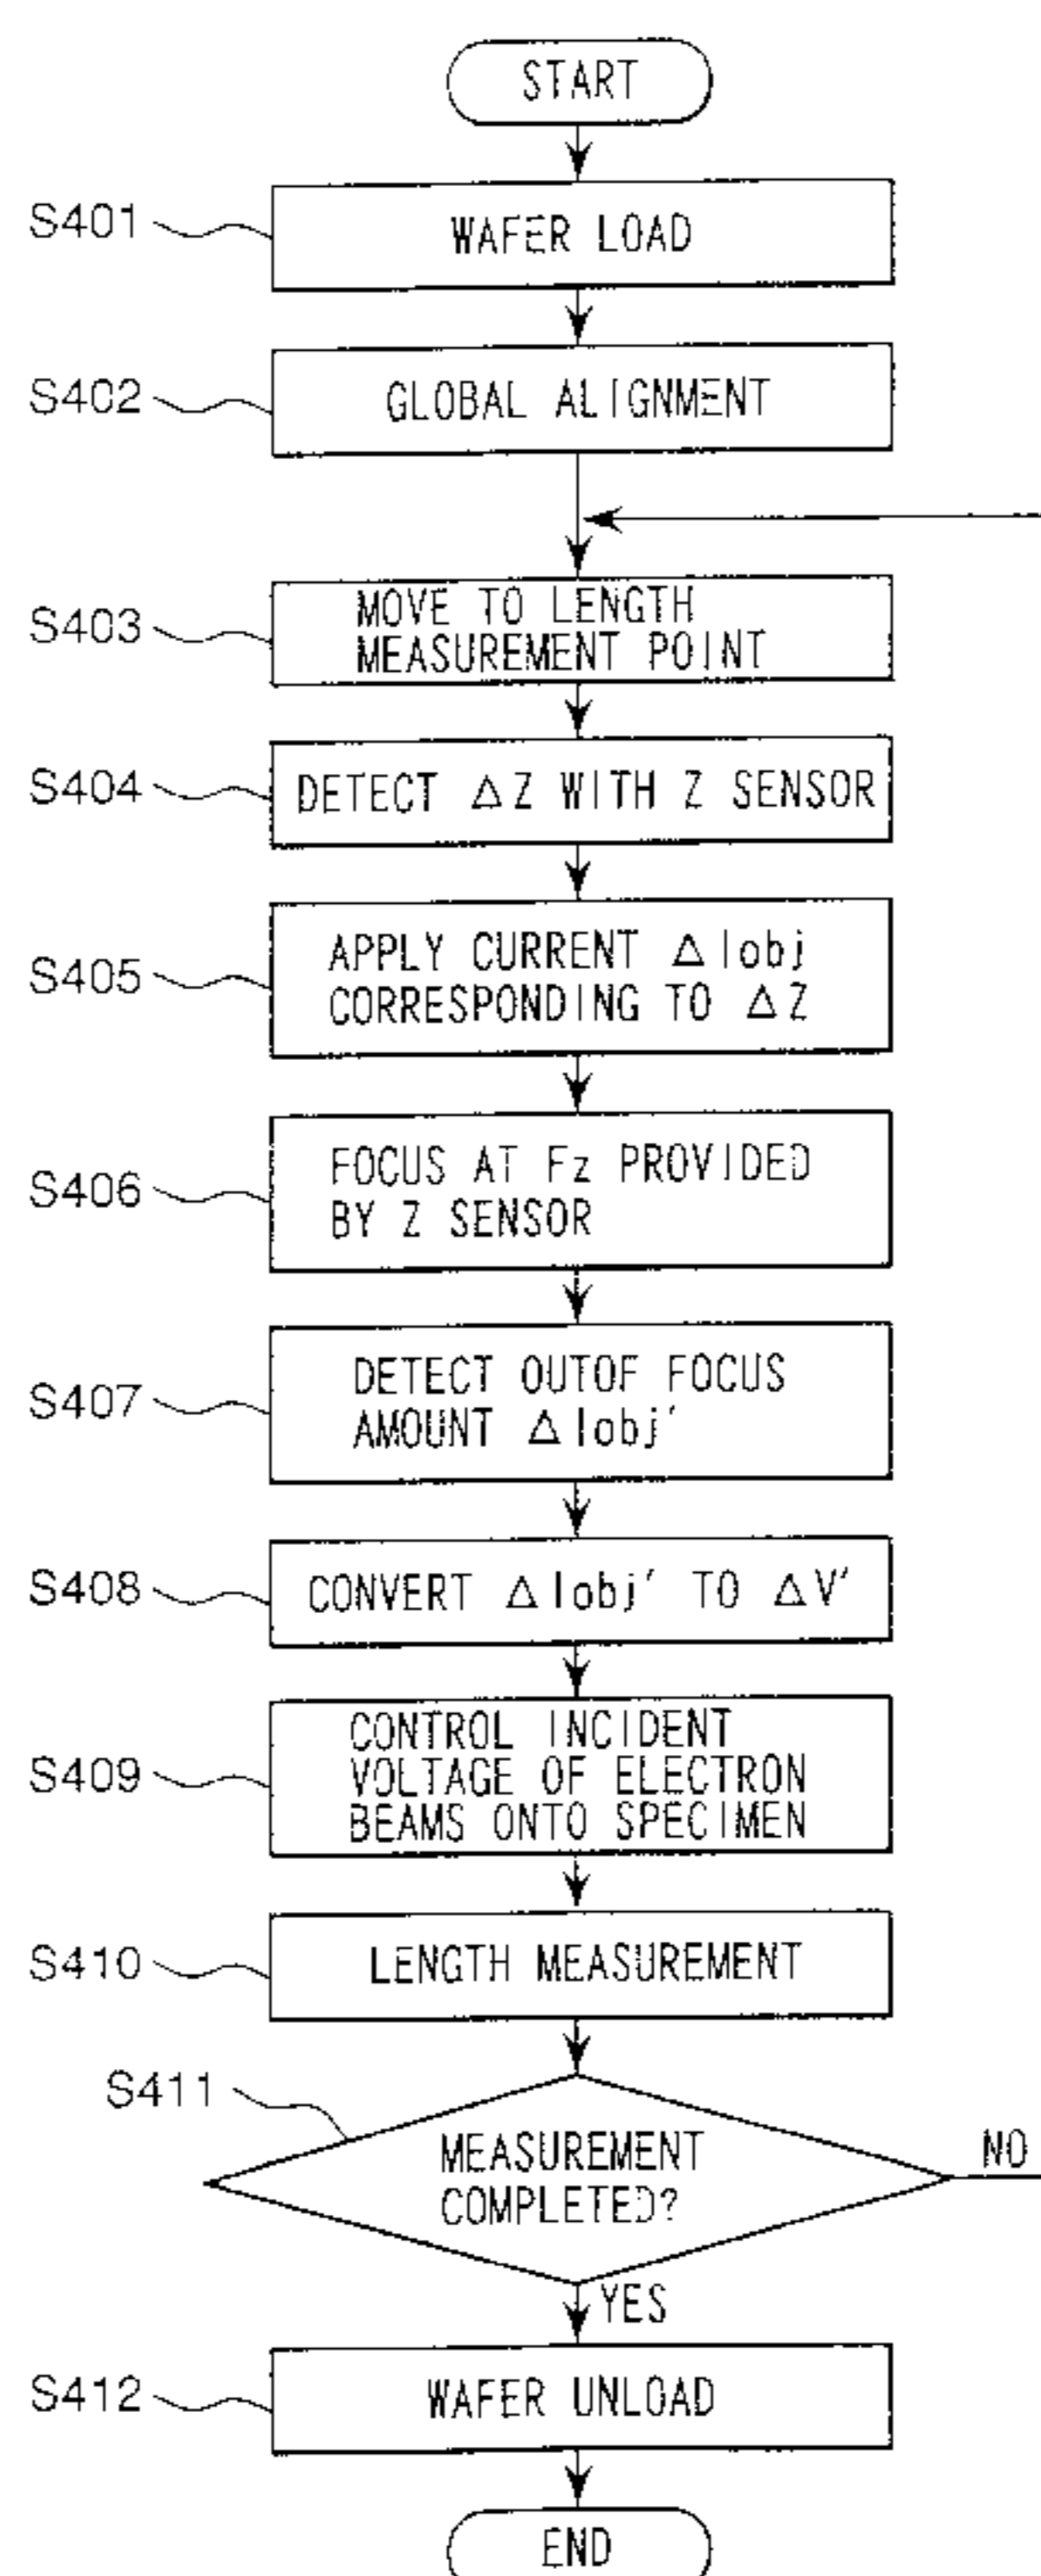 START
S401
WAFER LOAD
S402
GLOBAL ALIGNMENT
S403
MOVE TO LENGTH
MEASUREMENT POINT
S404
DETECT ΔZ WITH Z SENSOR
S405
APPLY CURRENT ΔIobj
CORRESPONDING TO ΔZ
S406
FOCUS AT Fz PROVIDED
BY Z SENSOR
S407
DETECT OUTOF FOCUS
AMOUNT ΔIobj′
S408
CONVERT ΔIobj′ TO ΔV′
S409
CONTROL INCIDENT
VOLTAGE OF ELECTRON
BEAMS ONTO SPECIMEN
S410
LENGTH MEASUREMENT
S411
MEASUREMENT
COMPLETED?
NO
YES
S412
WAFER UNLOAD
END